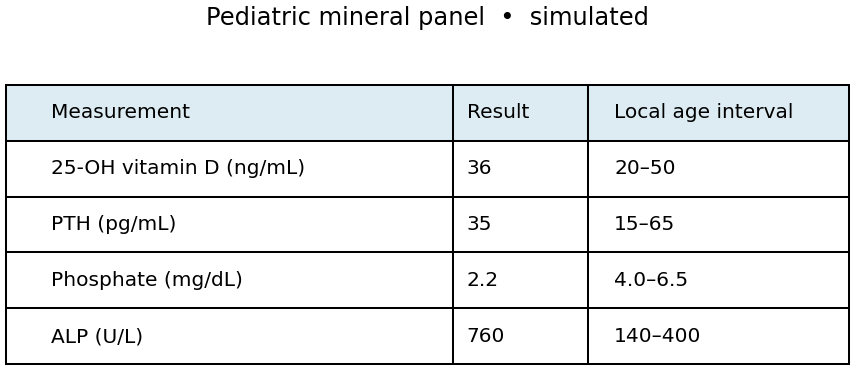 Pediatric mineral panel • simulated
Measurement Result Local age interval
25-OH vitamin D (ng/mL) 36 20–50
PTH (pg/mL) 35 15–65
Phosphate (mg/dL) 2.2 4.0–6.5
ALP (U/L) 760 140–400